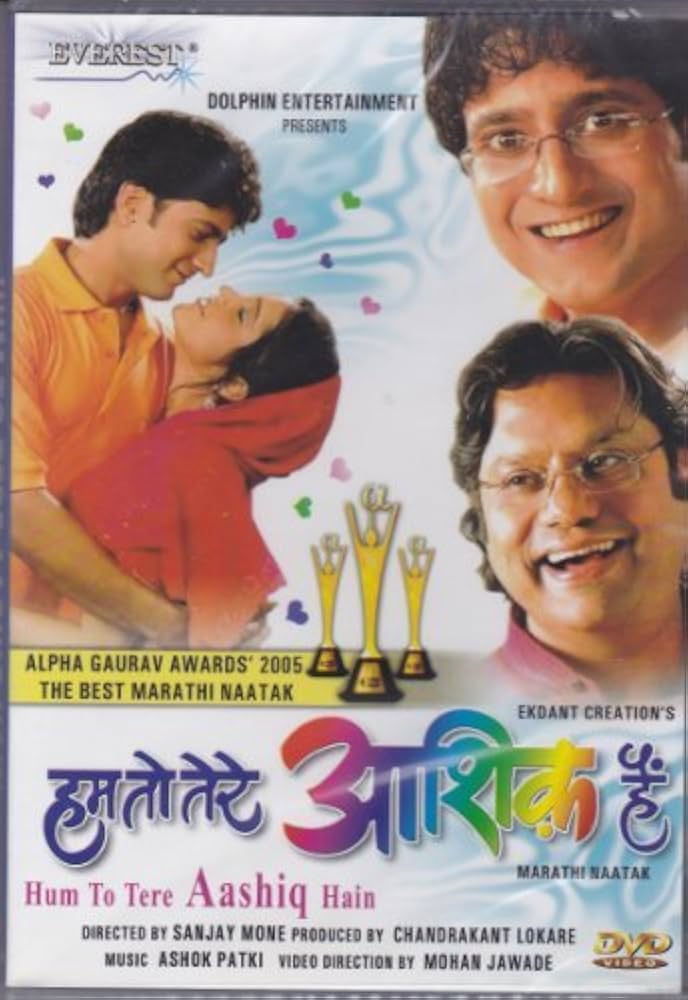 EVEREST®
DOLPHIN ENTERTAINMENT
PRESENTS
ALPHA GAURAV AWARDS' 2005
THE BEST MARATHI NAATAK
EKDANT CREATION'S
हम तो तेरे आशिक़ हैं
MARATHI NAATAK
Hum To Tere Aashiq Hain
DIRECTED BY SANJAY MONE PRODUCED BY CHANDRAKANT LOKARE
MUSIC ASHOK PATKI VIDEO DIRECTION BY MOHAN JAWADE
DVD
VIDEO